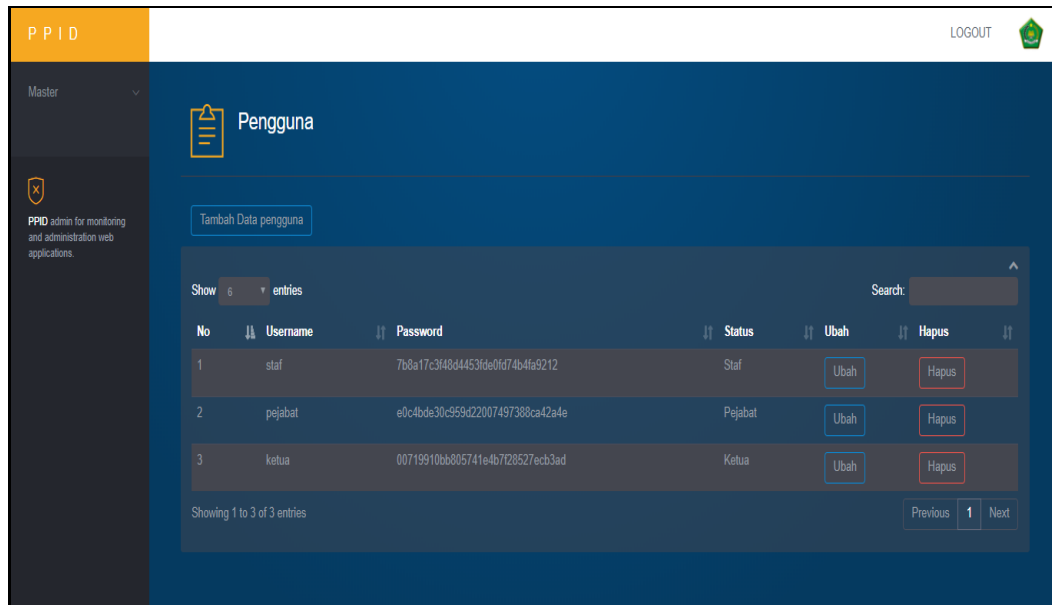 PPID
LOGOUT
Master
Pengguna
PPID admin for monitoring
and administration web
applications.
Tambah Data pengguna
Show 6 entries
Search:
No Username Password Status Ubah Hapus
1 staf 7b8a17c3f48d4453fde0fd74b4fa9212 Staf Ubah Hapus
2 pejabat e0c4bde30c959d22007497388ca42a4e Pejabat Ubah Hapus
3 ketua 00719910bb805741e4b7f28527ecb3ad Ketua Ubah Hapus
Showing 1 to 3 of 3 entries
Previous 1 Next